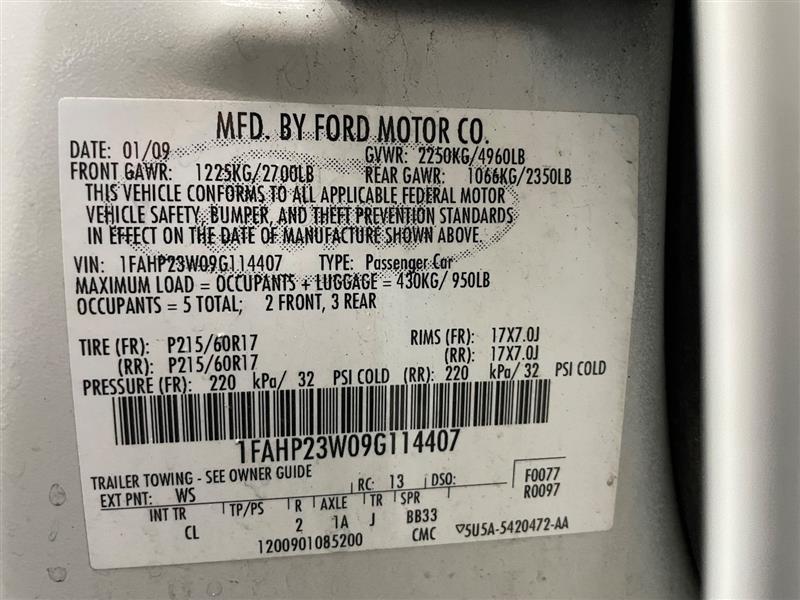 MFD. BY FORD MOTOR CO.
DATE: 01/09 GVWR: 2250KG/4960LB
FRONT GAWR: 1225KG/2700LB REAR GAWR: 1066KG/2350LB
THIS VEHICLE CONFORMS TO ALL APPLICABLE FEDERAL MOTOR
VEHICLE SAFETY, BUMPER, AND THEFT PREVENTION STANDARDS
IN EFFECT ON THE DATE OF MANUFACTURE SHOWN ABOVE.
VIN: 1FAHP23W09G114407 TYPE: Passenger Car
MAXIMUM LOAD = OCCUPANTS + LUGGAGE = 430KG/ 950LB
OCCUPANTS = 5 TOTAL; 2 FRONT, 3 REAR
TIRE (FR): P215/60R17 RIMS (FR): 17X7.0J
(RR): P215/60R17 (RR): 17X7.0J
PRESSURE (FR): 220 kPa/ 32 PSI COLD (RR): 220 kPa/ 32 PSI COLD
1FAHP23W09G114407
TRAILER TOWING - SEE OWNER GUIDE
EXT PNT: WS RC: 13 DSO: F0077
R0097
INT TR TP/PS R AXLE TR SPR
CL 2 1A J BB33
1200901085200 CMC ▽5U5A-5420472-AA